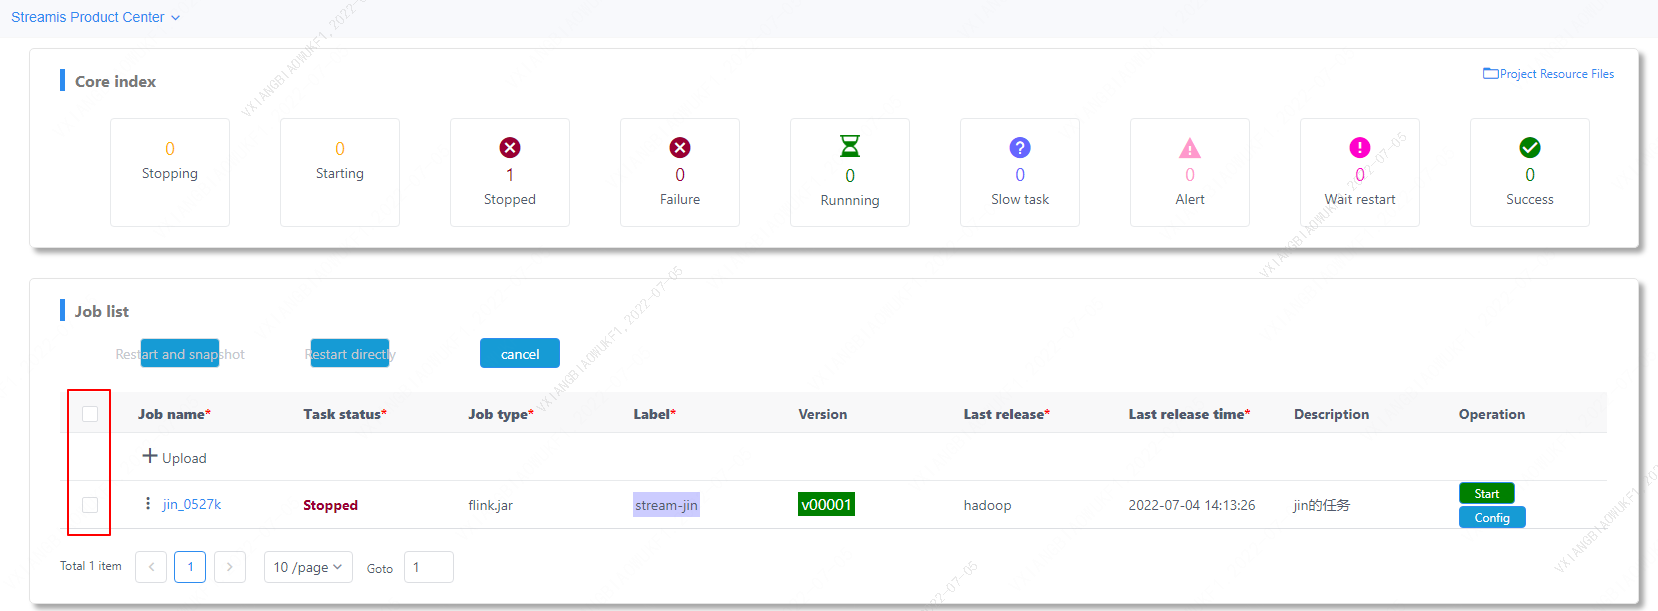 Streamis Product Center
Core index
Project Resource Files
0 0 1 0 0 0 0 0 0
Stopping Starting Stopped Failure Runnning Slow task Alert Wait restart Success
Job list
Restart and snapshot Restart directly cancel
Job name* Task status* Job type* Label* Version Last release* Last release time* Description Operation
Upload
jin_0527k Stopped flink.jar stream-jin v00001 hadoop 2022-07-04 14:13:26 jin的任务 Start
Config
Total 1 item 1 10 /page Goto 1
VXIANGBIAOWUKF1_2022-07-05